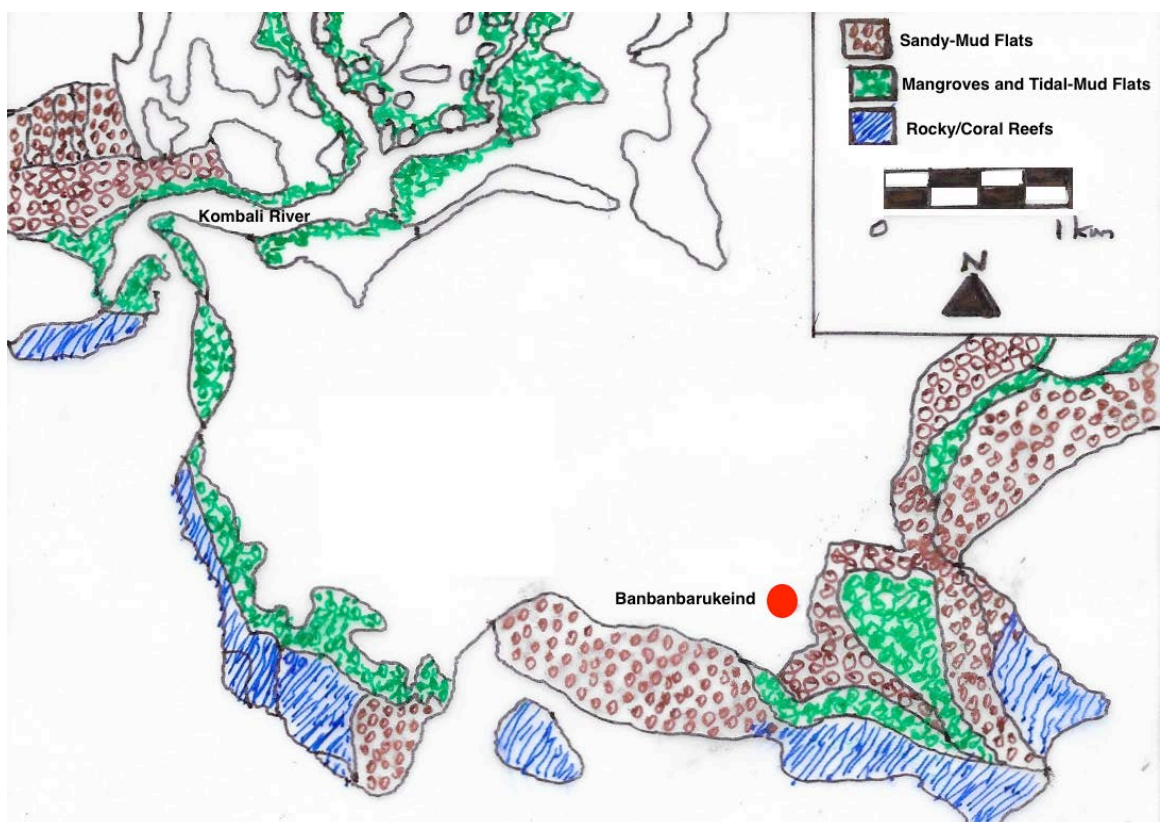 Sandy-Mud Flats
Mangroves and Tidal-Mud Flats
Rocky/Coral Reefs
0 1 km
N
Kombali River
Banbanbarukeind